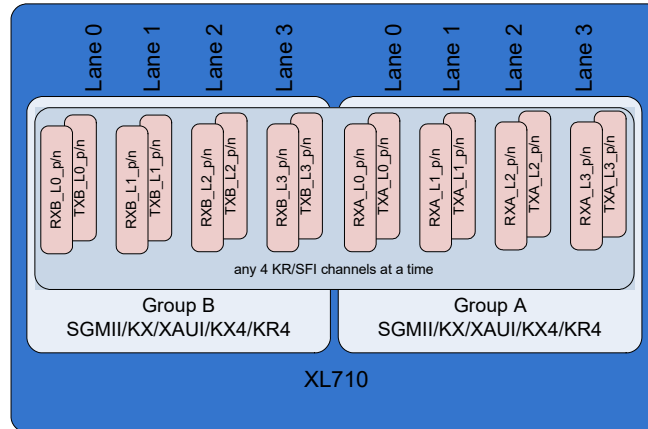 Lane 0
Lane 1
Lane 2
Lane 3
Lane 0
Lane 1
Lane 2
Lane 3
RXB_L0_p/n
TXB_L0_p/n
RXB_L1_p/n
TXB_L1_p/n
RXB_L2_p/n
TXB_L2_p/n
RXB_L3_p/n
TXB_L3_p/n
RXA_L0_p/n
TXA_L0_p/n
RXA_L1_p/n
TXA_L1_p/n
RXA_L2_p/n
TXA_L2_p/n
RXA_L3_p/n
TXA_L3_p/n
any 4 KR/SFI channels at a time
Group B
SGMII/KX/XAUI/KX4/KR4
Group A
SGMII/KX/XAUI/KX4/KR4
XL710